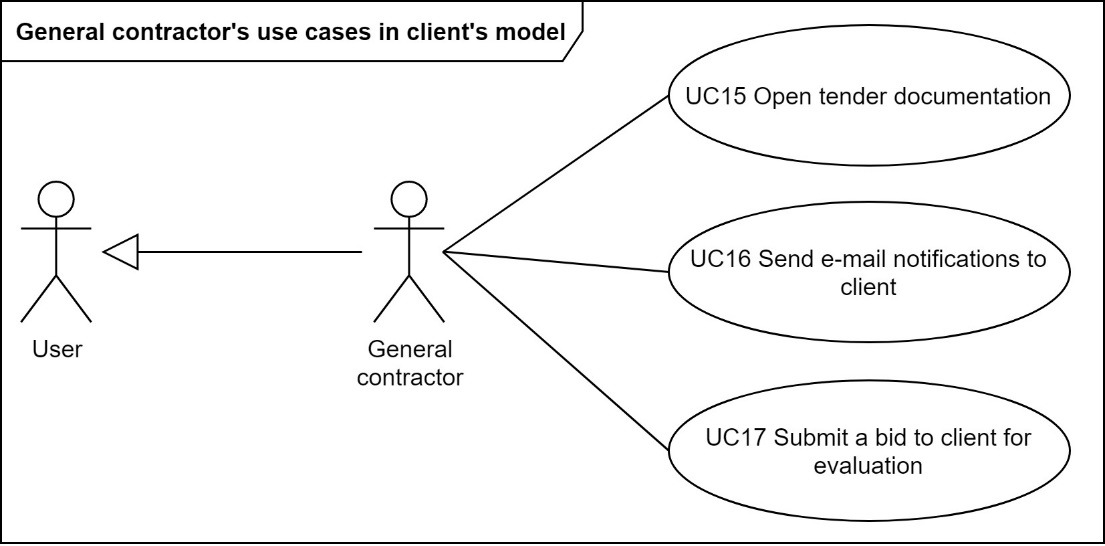 General contractor's use cases in client's model
UC15 Open tender documentation
UC16 Send e-mail notifications to
client
User
General
contractor
UC17 Submit a bid to client for
evaluation